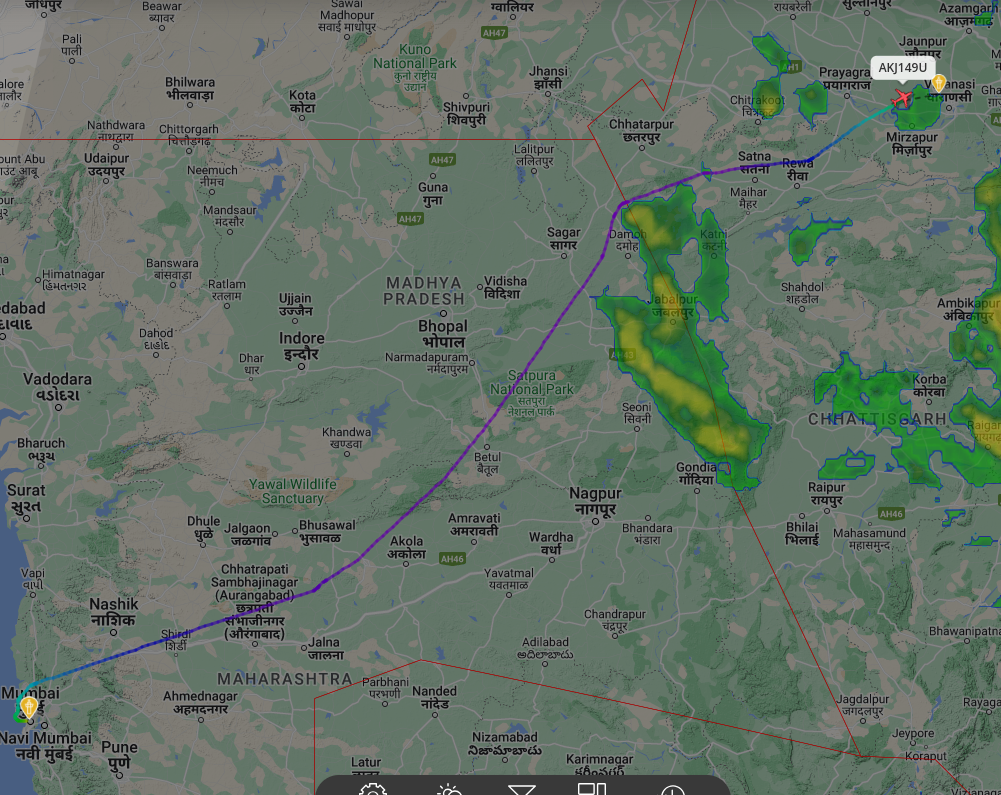 जोधपुर
Beawar
ब्यावर
Sawai
Madhopur
सवाई माधोपुर
ग्वालियर
रायबरेली
सुल्तानपुर
Azamgarh
आज़मगढ़
Pali
पाली
AH47
Kuno
National Park
कुनो राष्ट्रीय
उद्यान
Jaunpur
जौनपुर
AKJ149U
AH1
Bhilwara
भीलवाड़ा
Kota
कोटा
Jhansi
झाँसी
Prayagraj
प्रयागराज
वाराणसी
Shivpuri
शिवपुरी
Chitrakoot
Nathdwara
नाथद्वारा
Chittorgarh
चित्तौड़गढ़
Chhatarpur
छतरपुर
Mirzapur
मिर्ज़ापुर
Udaipur
उदयपुर
ount Abu
उंट आबू
Neemuch
नीमच
AH47
Lalitpur
ललितपुर
Satna
सतना
Rewa
रीवा
Guna
गुना
Maihar
मैहर
Mandsaur
मंदसौर
AH47
Sagar
सागर
Damoh
दमोह
Katni
कटनी
Himatnagar
હિંમતનગર
Banswara
बांसवाड़ा
Ratlam
रतलाम
MADHYA
PRADESH
Vidisha
विदिशा
Shahdol
शहडोल
edabad
દાવાદ
Ujjain
उज्जैन
Jabalpur
जबलपुर
Ambikapur
अंबिकापुर
Bhopal
भोपाल
Dahod
દાહોદ
Indore
इन्दौर
Dhar
धार
Narmadapuram
नर्मदापुरम
AH43
Vadodara
વડોદરા
Satpura
National Park
सतपुरा
नेशनल पार्क
Korba
कोरबा
Seoni
सिवनी
CHHATTISGARH
Bharuch
ભરૂચ
Khandwa
खण्डवा
Betul
बैतूल
Gondia
गोंदिया
Surat
સુરત
Yawal Wildlife
Sanctuary
Nagpur
नागपुर
Raipur
रायपुर
AH46
Dhule
धुळे
Jalgaon
जळगांव
Bhusawal
भुसावळ
Amravati
अमरावती
Bhandara
भंडारा
Bhilai
भिलाई
Mahasamund
महासमुन्द
Akola
अकोला
Wardha
वर्धा
AH46
Vapi
વાપી
Chhatrapati
Sambhajinagar
(Aurangabad)
छत्रपती
संभाजीनगर
(औरंगाबाद)
Yavatmal
यवतमाळ
Nashik
नाशिक
Chandrapur
चंद्रपूर
Shirdi
शिर्डी
Jalna
जालना
Adilabad
ఆదిలాబాదు
Bhawanipatna
MAHARASHTRA
Mumbai
Ahmednagar
अहमदनगर
Parbhani
परभणी
Nanded
नांदेड
Jagdalpur
जगदलपुर
Navi Mumbai
नवी मुंबई
Pune
पुणे
Nizamabad
నిజామాబాదు
Jeypore
Koraput
Latur
Karimnagar
కరీంనగర్